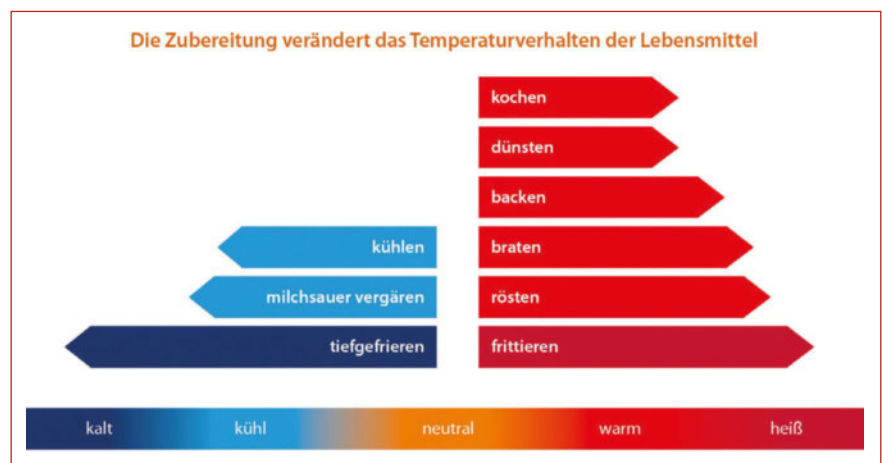 Die Zubereitung verändert das Temperaturverhalten der Lebensmittel
kochen
dünsten
backen
kühlen braten
milchsauer vergären rösten
tiefgefrieren frittieren
kalt kühl neutral warm heiß